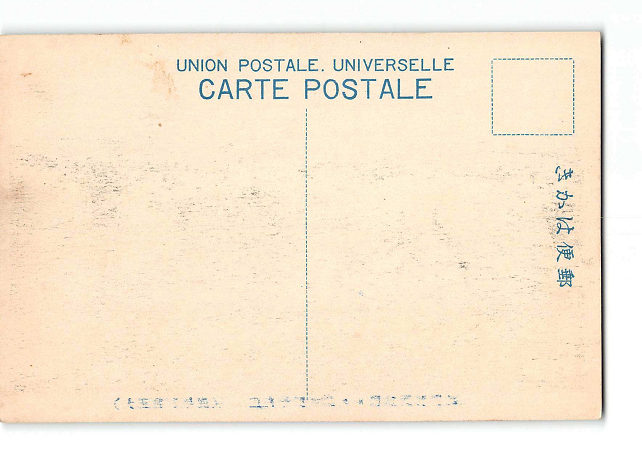 UNION POSTALE. UNIVERSELLE
CARTE POSTALE
きかは便郵